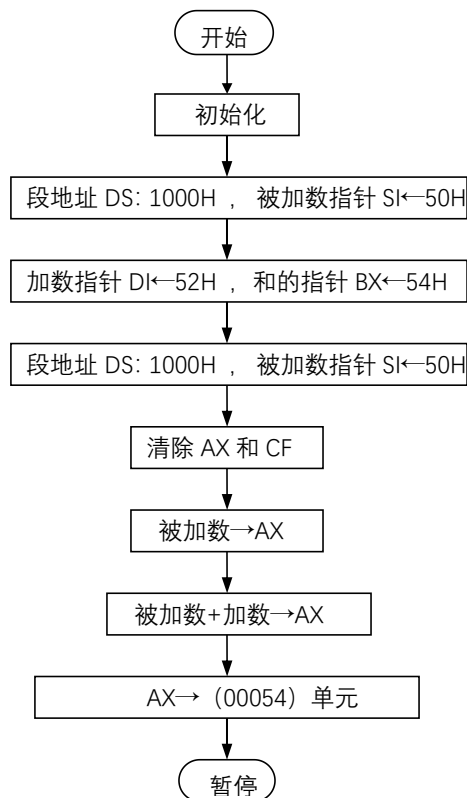 开始
初始化
段地址 DS: 1000H ， 被加数指针 SI←50H
加数指针 DI←52H ，和的指针 BX←54H
段地址 DS: 1000H ， 被加数指针 SI←50H
清除 AX 和 CF
被加数→AX
被加数+加数→AX
AX→（00054）单元
暂停